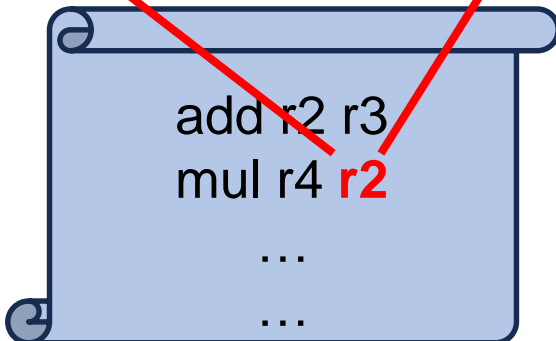 add r2 r3
mul r4 r2
…
…